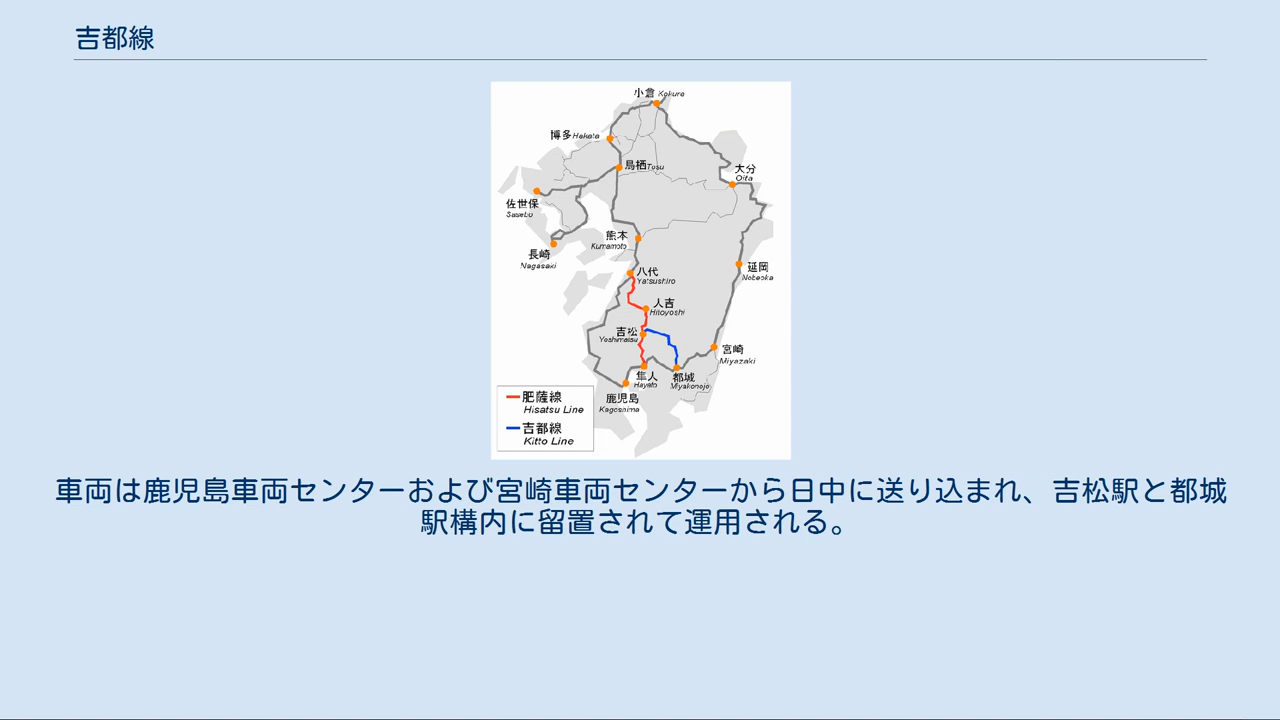 吉都線
小倉 Kokura
博多 Hakata
鳥栖 Tosu
大分
Oita
佐世保
Sasebo
熊本
Kumamoto
長崎
Nagasaki
延岡
Nobeoka
八代
Yatsushiro
人吉
Hitoyoshi
吉松
Yoshimatsu
宮崎
Miyazaki
隼人
Hayato
都城
Miyakonojo
鹿児島
Kagoshima
肥薩線
Hisatsu Line
吉都線
Kitto Line
車両は鹿児島車両センターおよび宮崎車両センターから日中に送り込まれ、吉松駅と都城
駅構内に留置されて運用される。